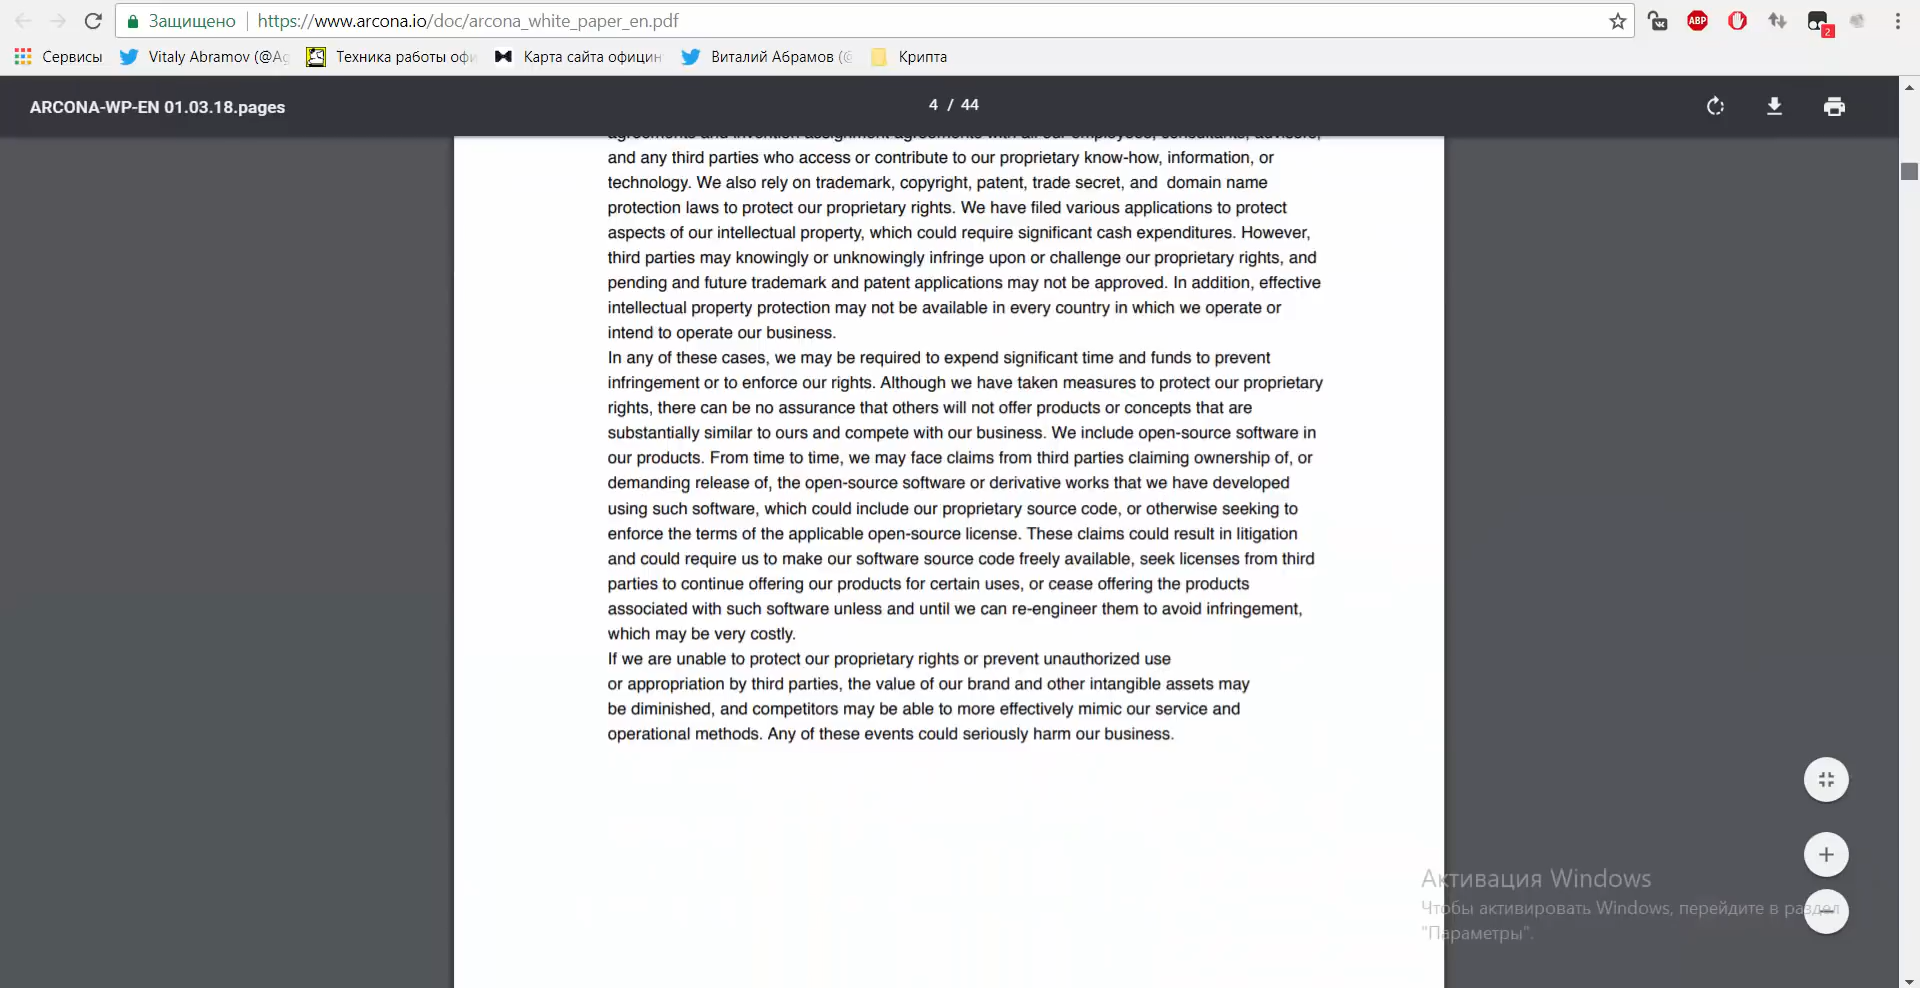 Защищено
https://www.arcona.io/doc/arcona_white_paper_en.pdf
ABP
2
Сервисы
Vitaly Abramov (@Ag
Техника работы офи
Карта сайта официн
Виталий Абрамов (@
Крипта
ARCONA-WP-EN 01.03.18.pages
4 / 44
agreements and invention assignment agreements with all our employees, consultants, advisors,
and any third parties who access or contribute to our proprietary know-how, information, or
technology. We also rely on trademark, copyright, patent, trade secret, and domain name
protection laws to protect our proprietary rights. We have filed various applications to protect
aspects of our intellectual property, which could require significant cash expenditures. However,
third parties may knowingly or unknowingly infringe upon or challenge our proprietary rights, and
pending and future trademark and patent applications may not be approved. In addition, effective
intellectual property protection may not be available in every country in which we operate or
intend to operate our business.
In any of these cases, we may be required to expend significant time and funds to prevent
infringement or to enforce our rights. Although we have taken measures to protect our proprietary
rights, there can be no assurance that others will not offer products or concepts that are
substantially similar to ours and compete with our business. We include open-source software in
our products. From time to time, we may face claims from third parties claiming ownership of, or
demanding release of, the open-source software or derivative works that we have developed
using such software, which could include our proprietary source code, or otherwise seeking to
enforce the terms of the applicable open-source license. These claims could result in litigation
and could require us to make our software source code freely available, seek licenses from third
parties to continue offering our products for certain uses, or cease offering the products
associated with such software unless and until we can re-engineer them to avoid infringement,
which may be very costly.
If we are unable to protect our proprietary rights or prevent unauthorized use
or appropriation by third parties, the value of our brand and other intangible assets may
be diminished, and competitors may be able to more effectively mimic our service and
operational methods. Any of these events could seriously harm our business.
Активация Windows
Чтобы активировать Windows, перейдите в раздел
"Параметры".